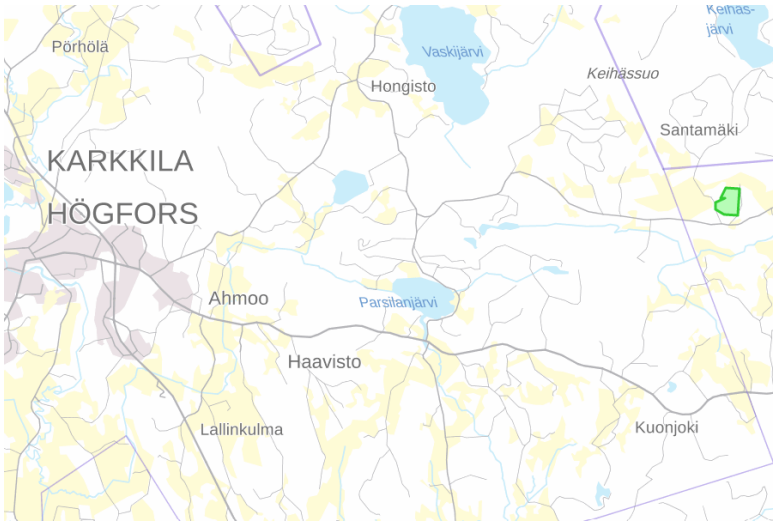 Keihäs-
järvi
Pörhölä
Vaskijärvi
Keihässuo
Hongisto
Santamäki
KARKKILA
HÖGFORS
Ahmoo
Parsilanjärvi
Haavisto
Lallinkulma
Kuonjoki